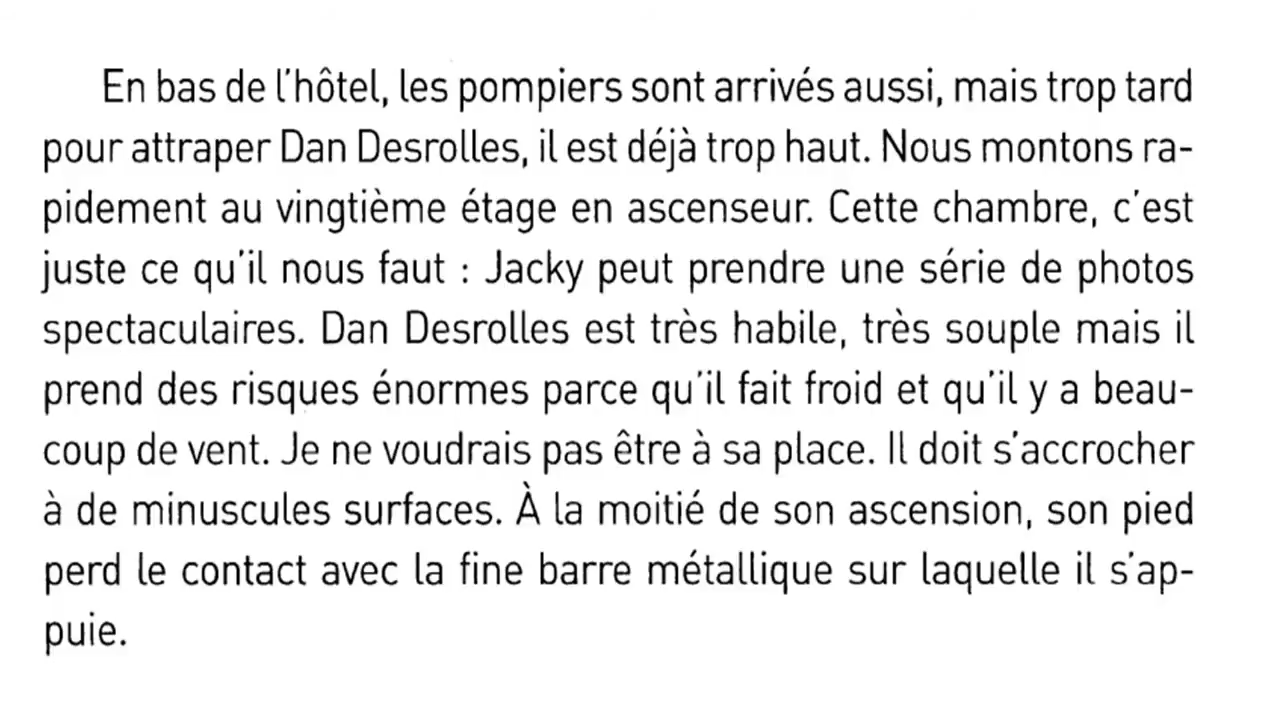 En bas de l'hôtel, les pompiers sont arrivés aussi, mais trop tard
pour attraper Dan Desrolles, il est déjà trop haut. Nous montons ra-
pidement au vingtième étage en ascenseur. Cette chambre, c'est
juste ce qu'il nous faut : Jacky peut prendre une série de photos
spectaculaires. Dan Desrolles est très habile, très souple mais il
prend des risques énormes parce qu'il fait froid et qu'il y a beau-
coup de vent. Je ne voudrais pas être à sa place. Il doit s'accrocher
à de minuscules surfaces. À la moitié de son ascension, son pied
perd le contact avec la fine barre métallique sur laquelle il s'ap-
puie.